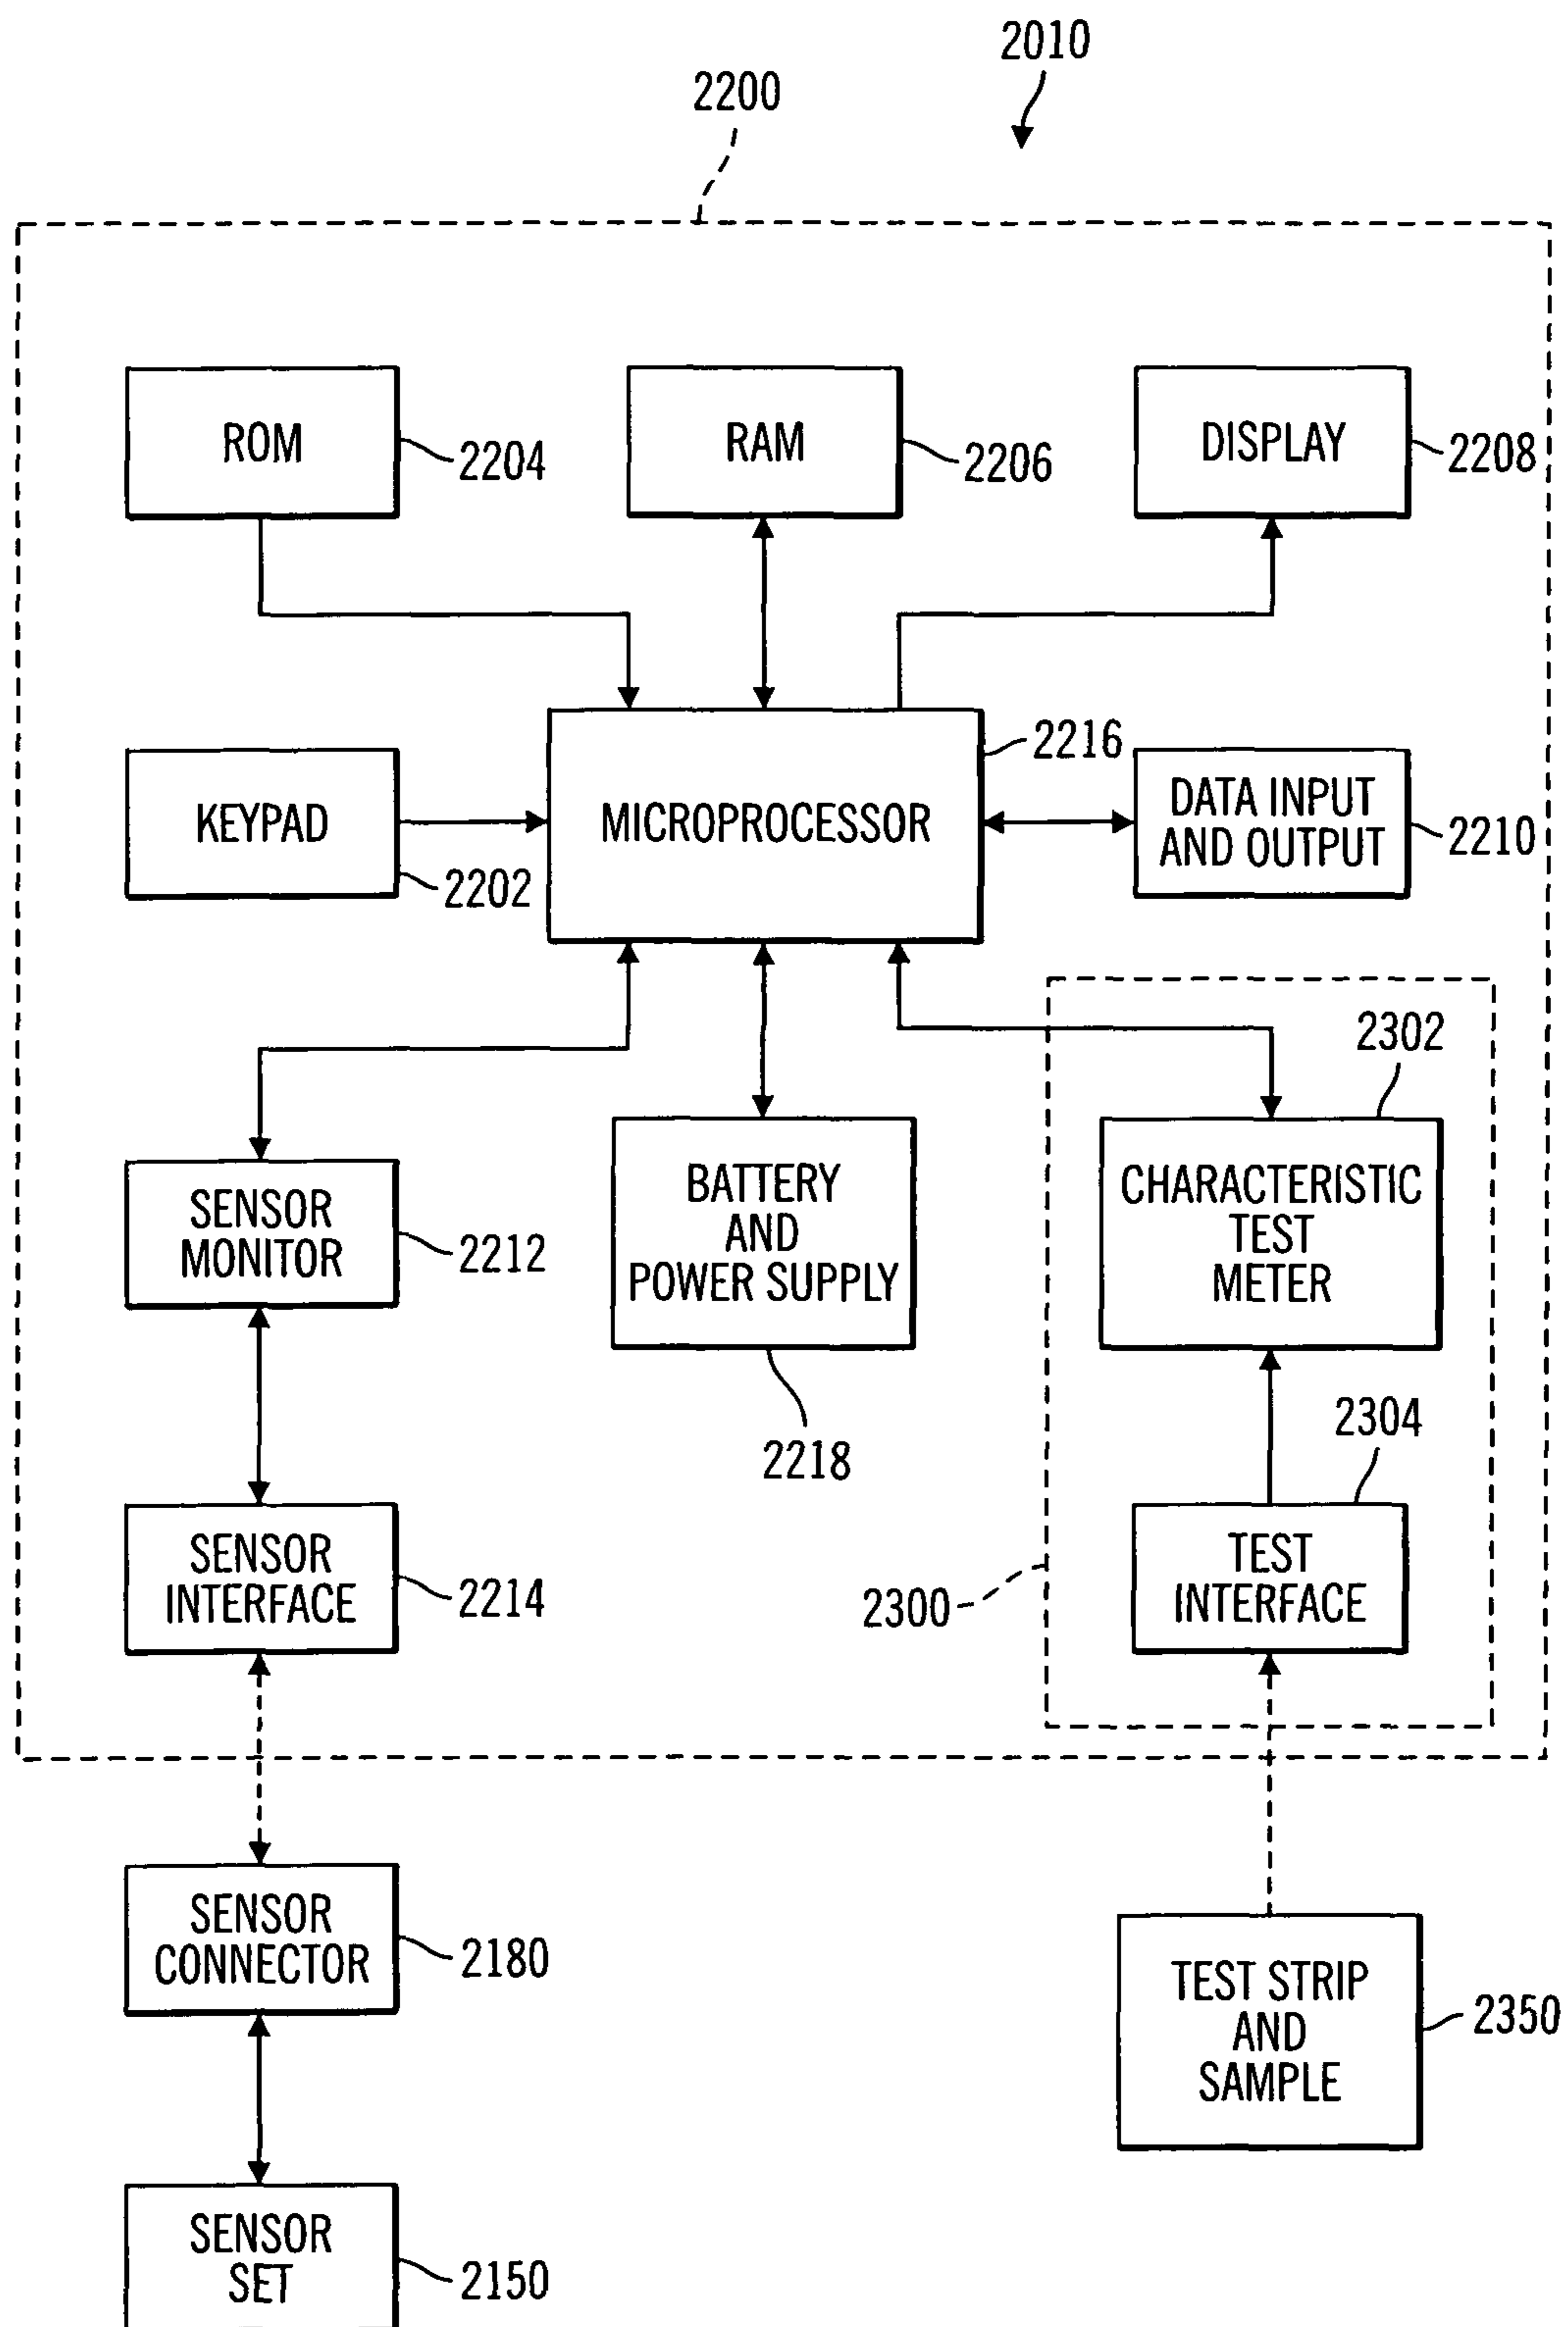 2010
2200
ROM
2204
RAM
2206
DISPLAY
2208
KEYPAD
2202
MICROPROCESSOR
2216
DATA INPUT
AND OUTPUT
2210
SENSOR
MONITOR
2212
BATTERY
AND
POWER SUPPLY
2218
2302
CHARACTERISTIC
TEST
METER
2304
SENSOR
INTERFACE
2214
2300
TEST
INTERFACE
SENSOR
CONNECTOR
2180
TEST STRIP
AND
SAMPLE
2350
SENSOR
SET
2150